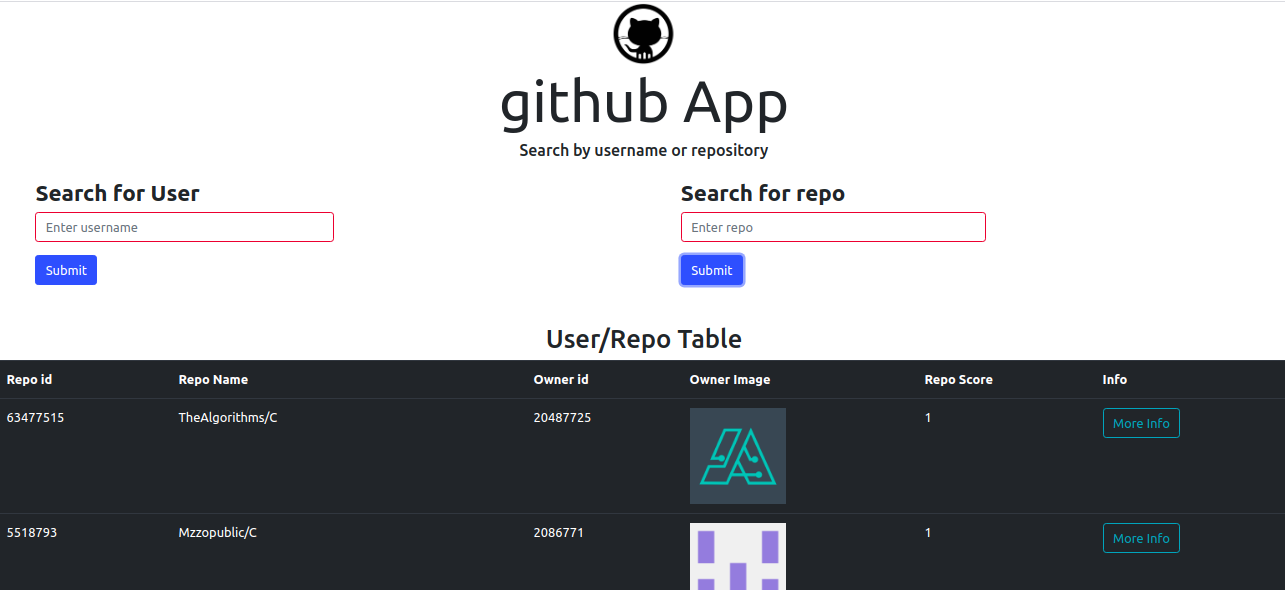 github App
Search by username or repository
Search for User
Enter username
Submit
Search for repo
Enter repo
Submit
User/Repo Table
Repo id Repo Name Owner id Owner Image Repo Score Info
63477515 TheAlgorithms/C 20487725 1 More Info
5518793 Mzzopublic/C 2086771 1 More Info